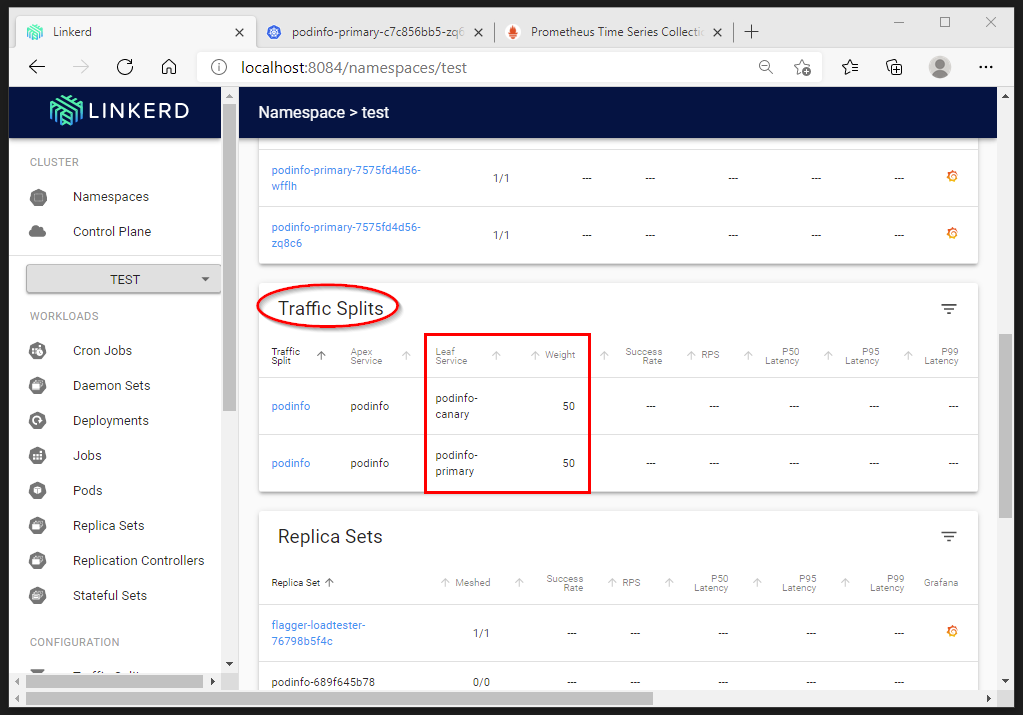 Linkerd
podinfo-primary-c7c856bb5-zq6
Prometheus Time Series Collectio
localhost:8084/namespaces/test
LINKERD
Namespace > test
CLUSTER
Namespaces
Control Plane
TEST
WORKLOADS
Cron Jobs
Daemon Sets
Deployments
Jobs
Pods
Replica Sets
Replication Controllers
Stateful Sets
CONFIGURATION
podinfo-primary-7575fd4d56-
wfflh
1/1 --- --- --- --- ---
podinfo-primary-7575fd4d56-
zq8c6
1/1 --- --- --- --- ---
Traffic Splits
Traffic Split Apex Service Leaf Service Weight Success Rate RPS P50 Latency P95 Latency P99 Latency
podinfo podinfo podinfo-canary 50 --- --- --- --- ---
podinfo podinfo podinfo-primary 50 --- --- --- --- ---
Replica Sets
Replica Set Meshed Success Rate RPS P50 Latency P95 Latency P99 Latency Grafana
flagger-loadtester-
76798b5f4c
1/1 --- --- --- --- ---
podinfo-689f645b78 0/0 --- --- --- --- ---